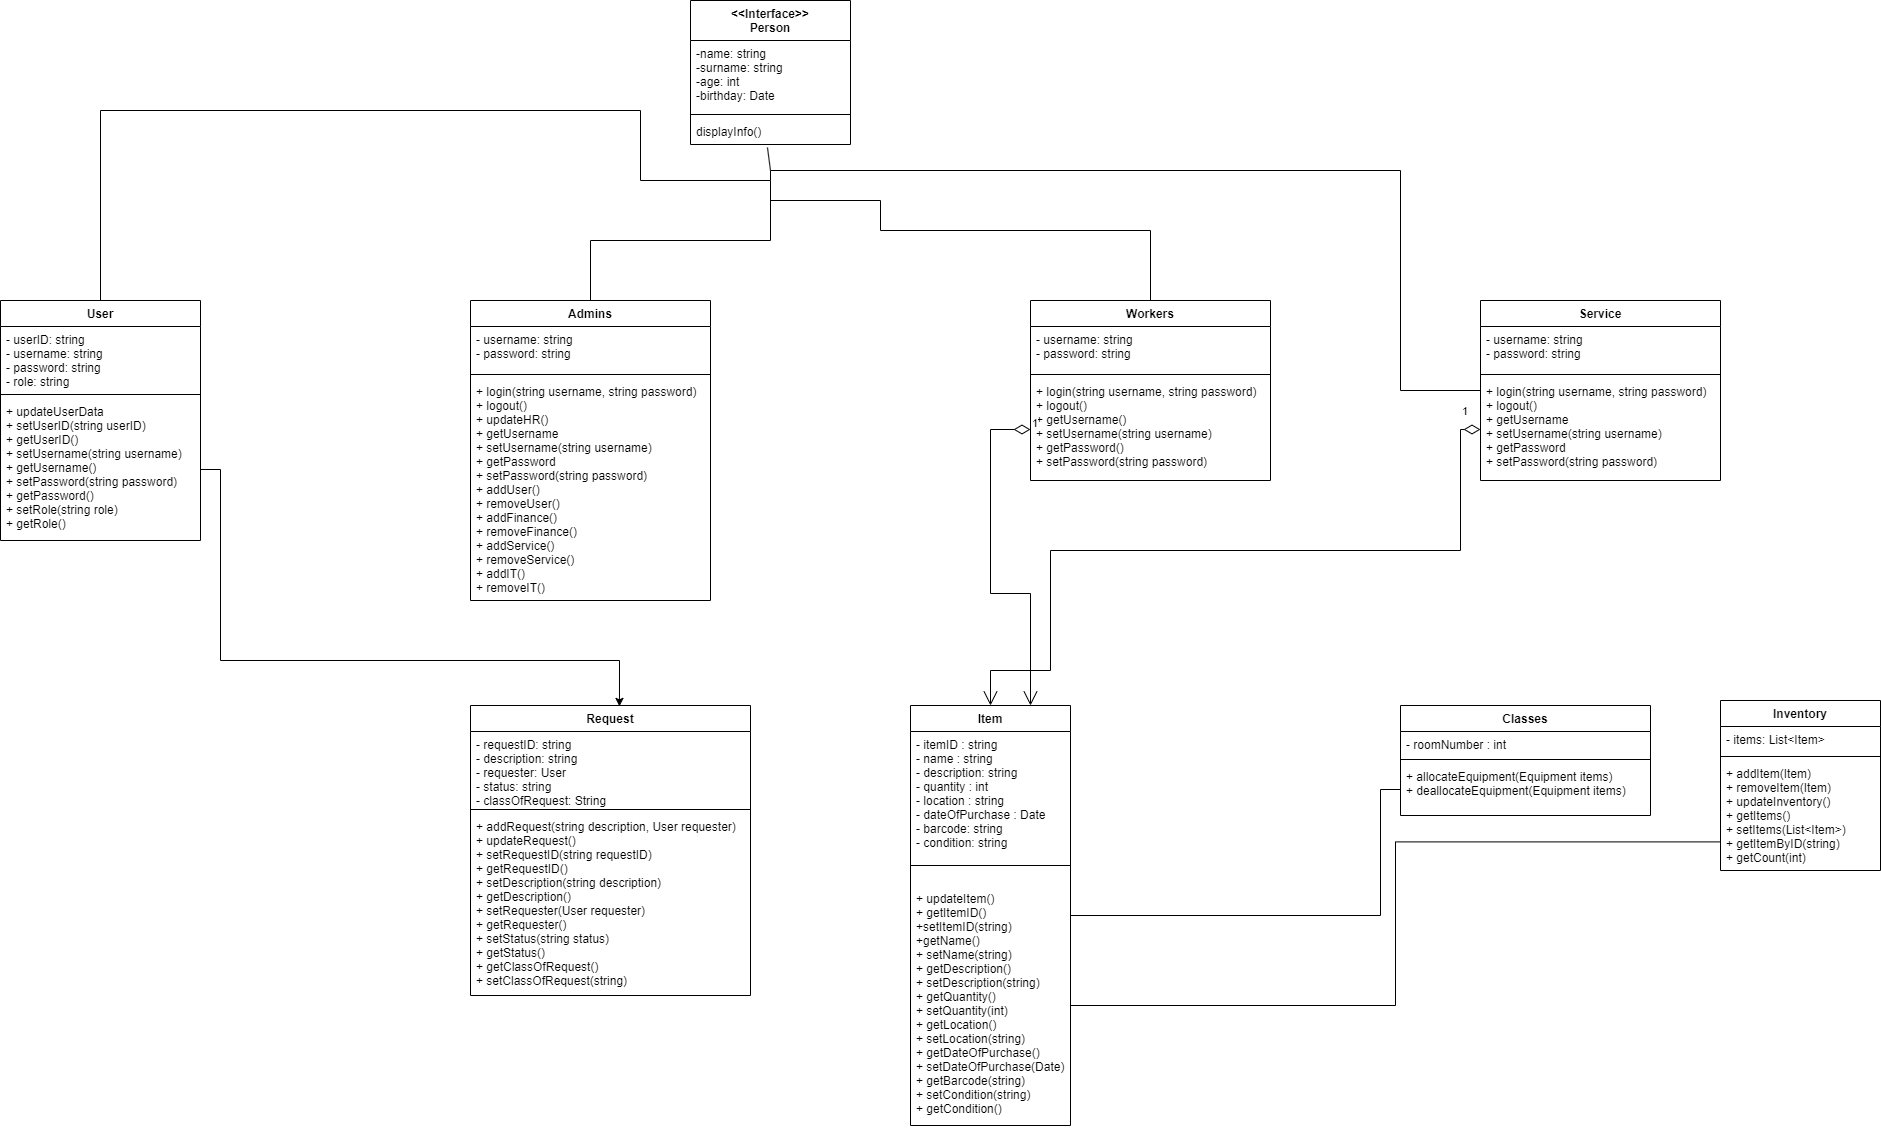 <<Interface>>
Person
-name: string
-surname: string
-age: int
-birthday: Date
displayInfo()
User
- userID: string
- username: string
- password: string
- role: string
+ updateUserData
+ setUserID(string userID)
+ getUserID()
+ setUsername(string username)
+ getUsername()
+ setPassword(string password)
+ getPassword()
+ setRole(string role)
+ getRole()
Admins
- username: string
- password: string
+ login(string username, string password)
+ logout()
+ updateHR()
+ getUsername
+ setUsername(string username)
+ getPassword
+ setPassword(string password)
+ addUser()
+ removeUser()
+ addFinance()
+ removeFinance()
+ addService()
+ removeService()
+ addIT()
+ removeIT()
Workers
- username: string
- password: string
+ login(string username, string password)
+ logout()
+ getUsername()
+ setUsername(string username)
+ getPassword()
+ setPassword(string password)
1
Service
- username: string
- password: string
+ login(string username, string password)
+ logout()
+ getUsername
+ setUsername(string username)
+ getPassword
+ setPassword(string password)
1
Request
- requestID: string
- description: string
- requester: User
- status: string
- classOfRequest: String
+ addRequest(string description, User requester)
+ updateRequest()
+ setRequestID(string requestID)
+ getRequestID()
+ setDescription(string description)
+ getDescription()
+ setRequester(User requester)
+ getRequester()
+ setStatus(string status)
+ getStatus()
+ getClassOfRequest()
+ setClassOfRequest(string)
Item
- itemID : string
- name : string
- description: string
- quantity : int
- location : string
- dateOfPurchase : Date
- barcode: string
- condition: string
+ updateItem()
+ getItemID()
+setItemID(string)
+getName()
+ setName(string)
+ getDescription()
+ setDescription(string)
+ getQuantity()
+ setQuantity(int)
+ getLocation()
+ setLocation(string)
+ getDateOfPurchase()
+ setDateOfPurchase(Date)
+ getBarcode(string)
+ setCondition(string)
+ getCondition()
Classes
- roomNumber : int
+ allocateEquipment(Equipment items)
+ deallocateEquipment(Equipment items)
Inventory
- items: List<Item>
+ addItem(Item)
+ removeItem(Item)
+ updateInventory()
+ getItems()
+ setItems(List<Item>)
+ getItemByID(string)
+ getCount(int)